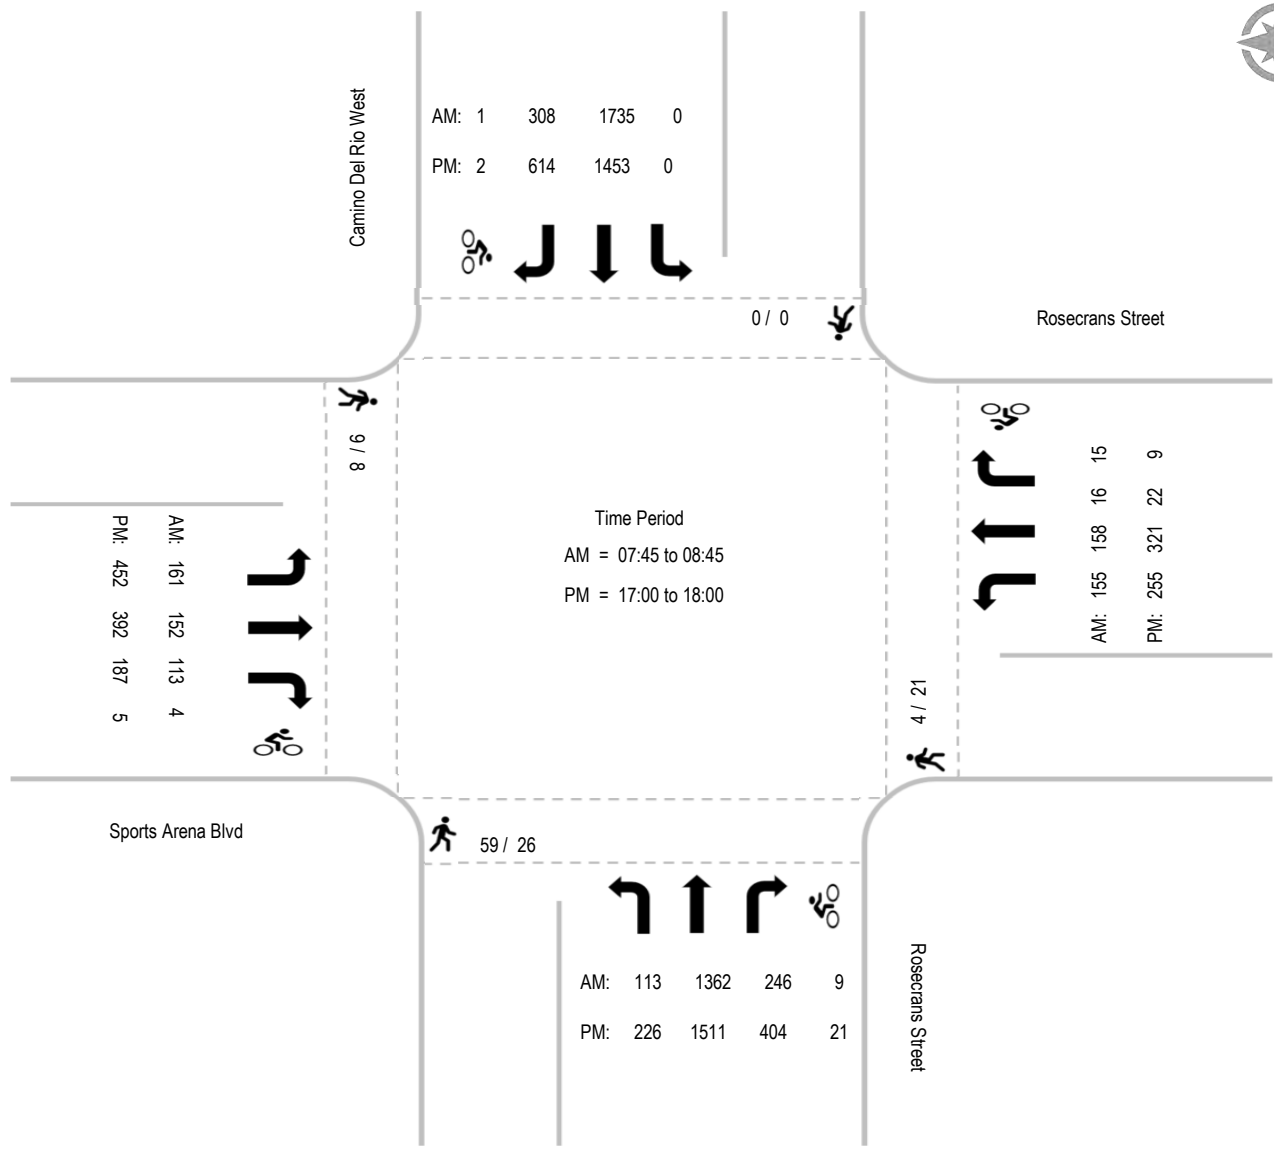 Camino Del Rio West
AM: 1 308 1735 0
PM: 2 614 1453 0
0 / 0
Rosecrans Street
9 / 8
PM: 452 392 187 5
AM: 161 152 113 4
Time Period
AM = 07:45 to 08:45
PM = 17:00 to 18:00
AM: 155 158 16 15
PM: 255 321 22 9
4 / 21
Sports Arena Blvd
59 / 26
AM: 113 1362 246 9
PM: 226 1511 404 21
Rosecrans Street